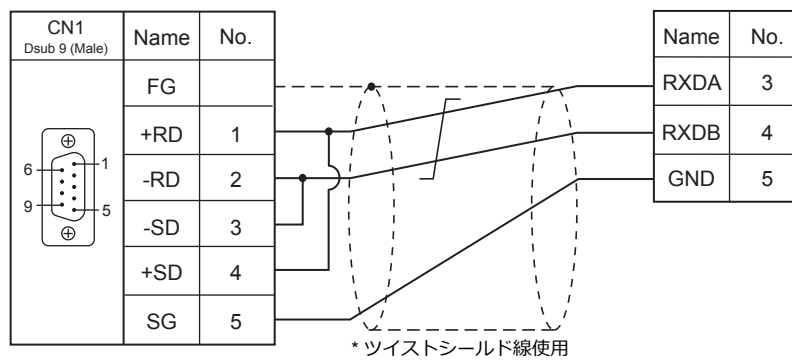 CN1
Dsub 9 (Male)
Name No.
FG
+RD 1
-RD 2
-SD 3
+SD 4
SG 5
6 1
9 5
Name No.
RXDA 3
RXDB 4
GND 5
* ツイストシールド線使用